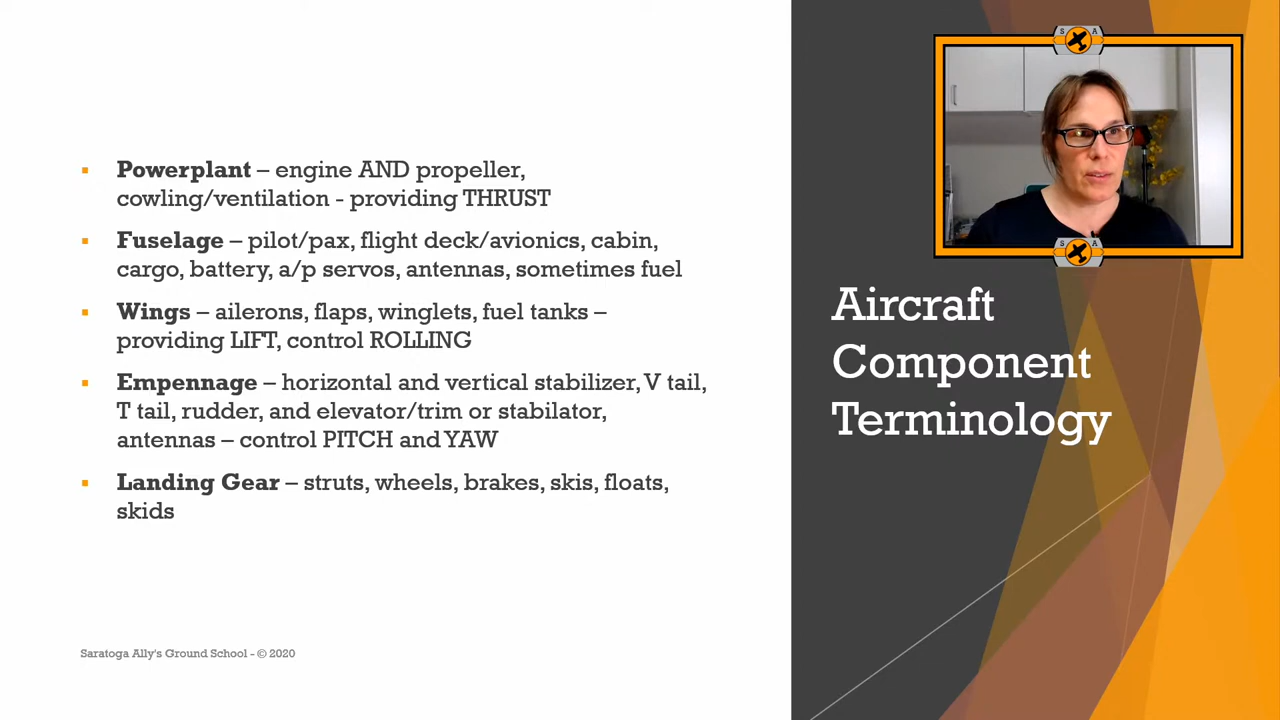 Powerplant – engine AND propeller,
cowling/ventilation - providing THRUST
Fuselage – pilot/pax, flight deck/avionics, cabin,
cargo, battery, a/p servos, antennas, sometimes fuel
Wings – ailerons, flaps, winglets, fuel tanks –
providing LIFT, control ROLLING
Empennage – horizontal and vertical stabilizer, V tail,
T tail, rudder, and elevator/trim or stabilator,
antennas – control PITCH and YAW
Landing Gear – struts, wheels, brakes, skis, floats,
skids
Saratoga Ally's Ground School - © 2020
S A
S A
Aircraft
Component
Terminology